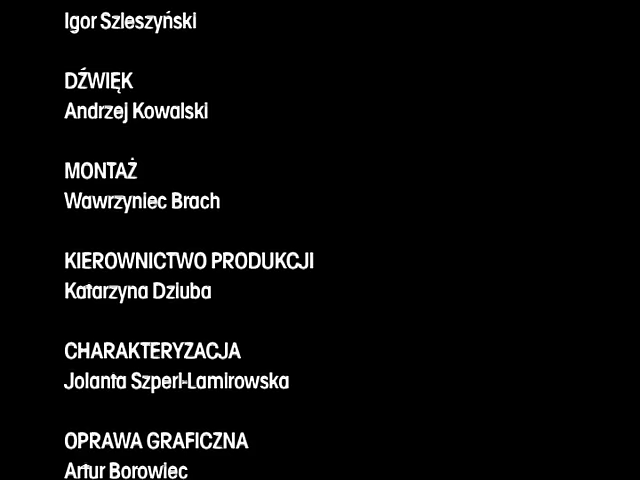 Igor Szleszyński
DŹWIĘK
Andrzej Kowalski
MONTAŻ
Wawrzyniec Brach
KIEROWNICTWO PRODUKCJI
Katarzyna Dziuba
CHARAKTERYZACJA
Jolanta Szperl-Lamirowska
OPRAWA GRAFICZNA
Artur Borowiec